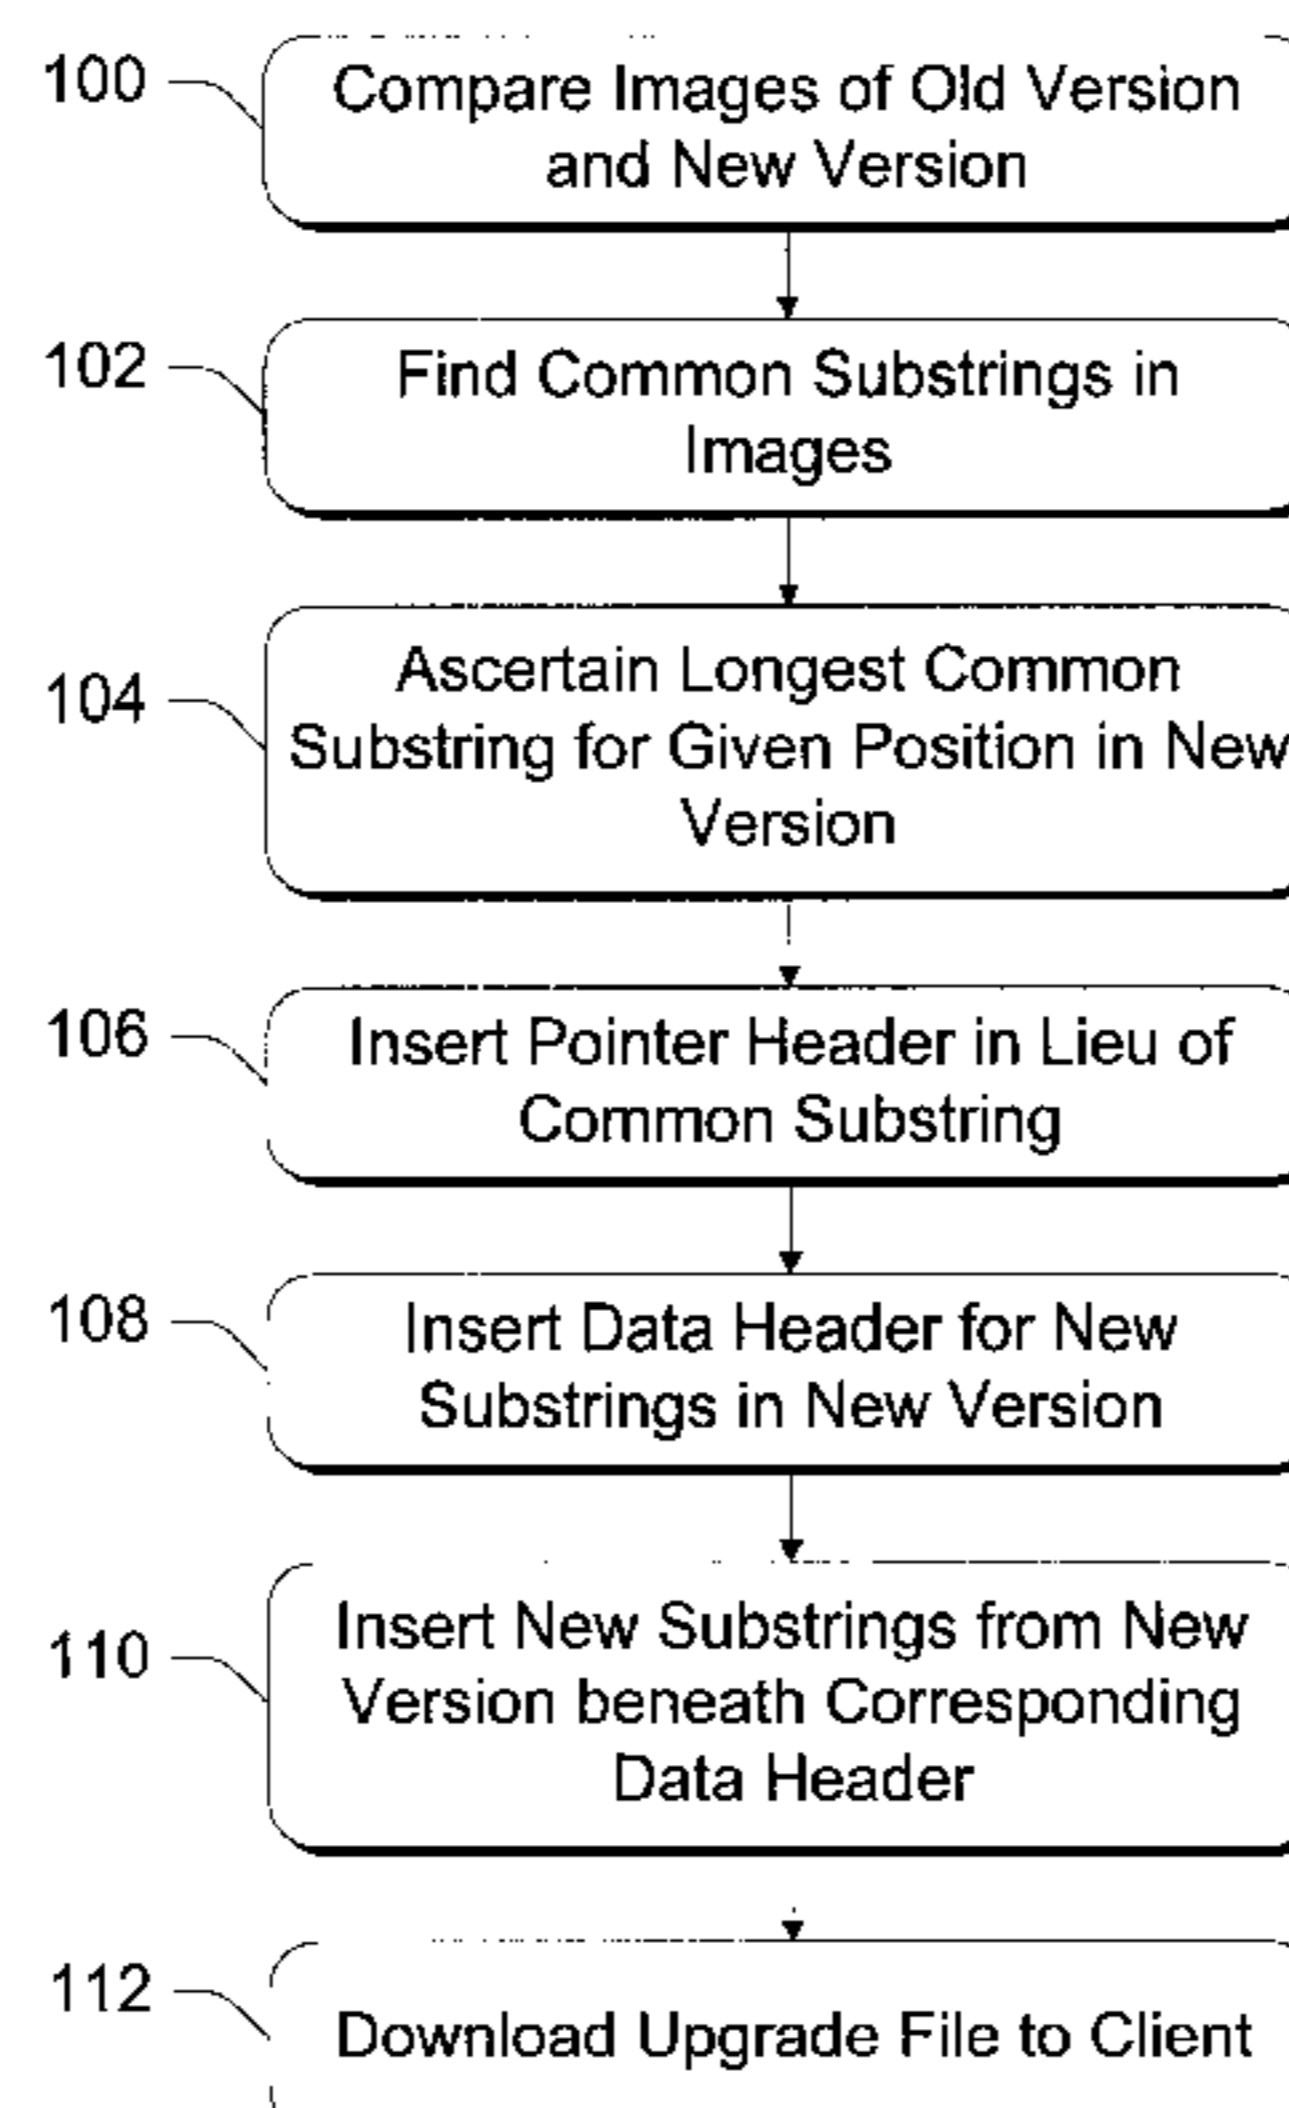 100
Compare Images of Old Version
and New Version
102
Find Common Substrings in
Images
104
Ascertain Longest Common
Substring for Given Position in New
Version
106
Insert Pointer Header in Lieu of
Common Substring
108
Insert Data Header for New
Substrings in New Version
110
Insert New Substrings from New
Version beneath Corresponding
Data Header
112
Download Upgrade File to Client